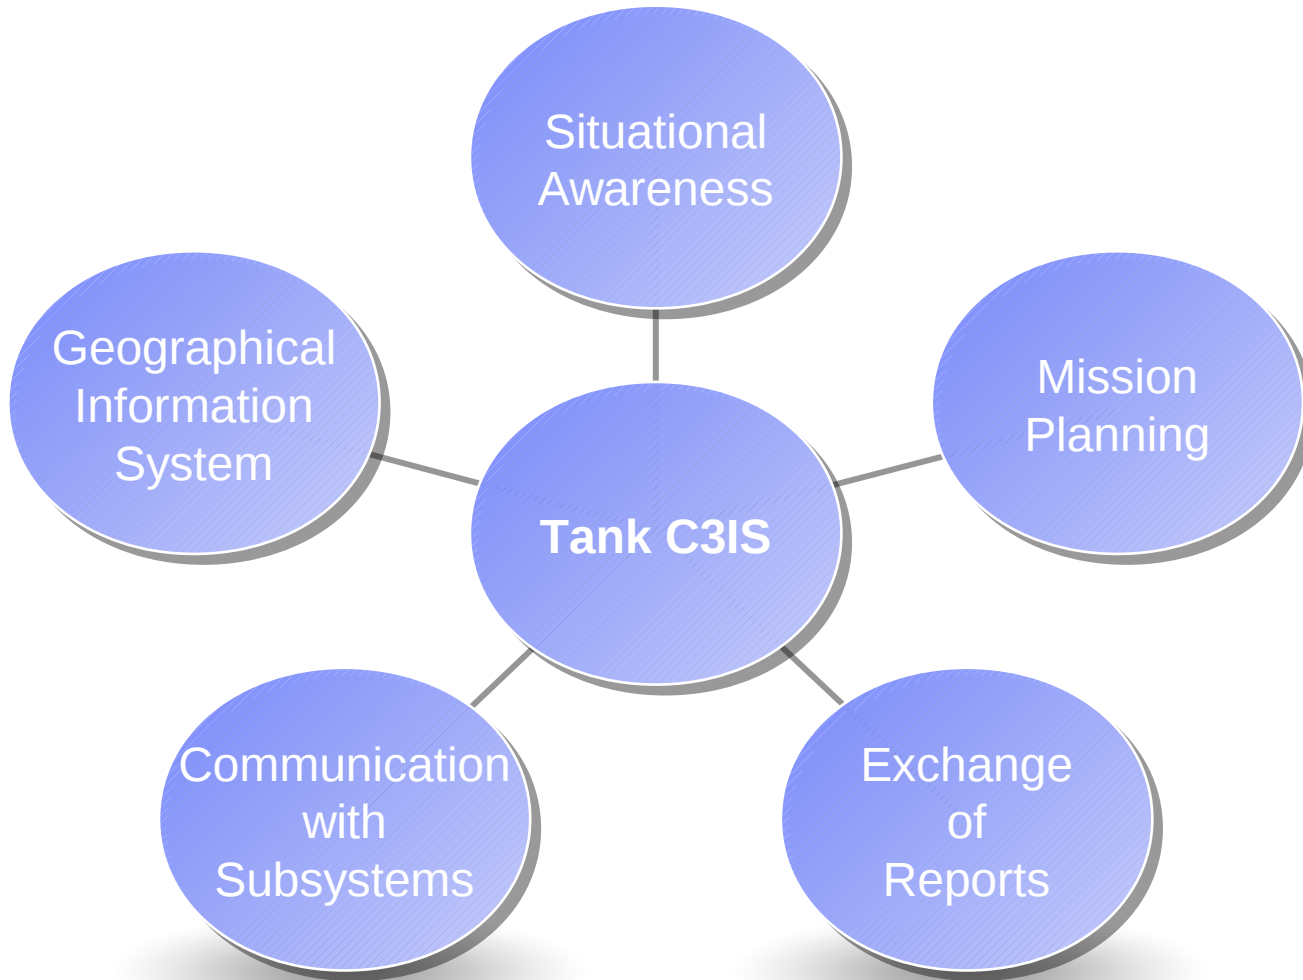 Situational
Awareness
Geographical
Information
System
Mission
Planning
Tank C3IS
Communication
with
Subsystems
Exchange
of
Reports